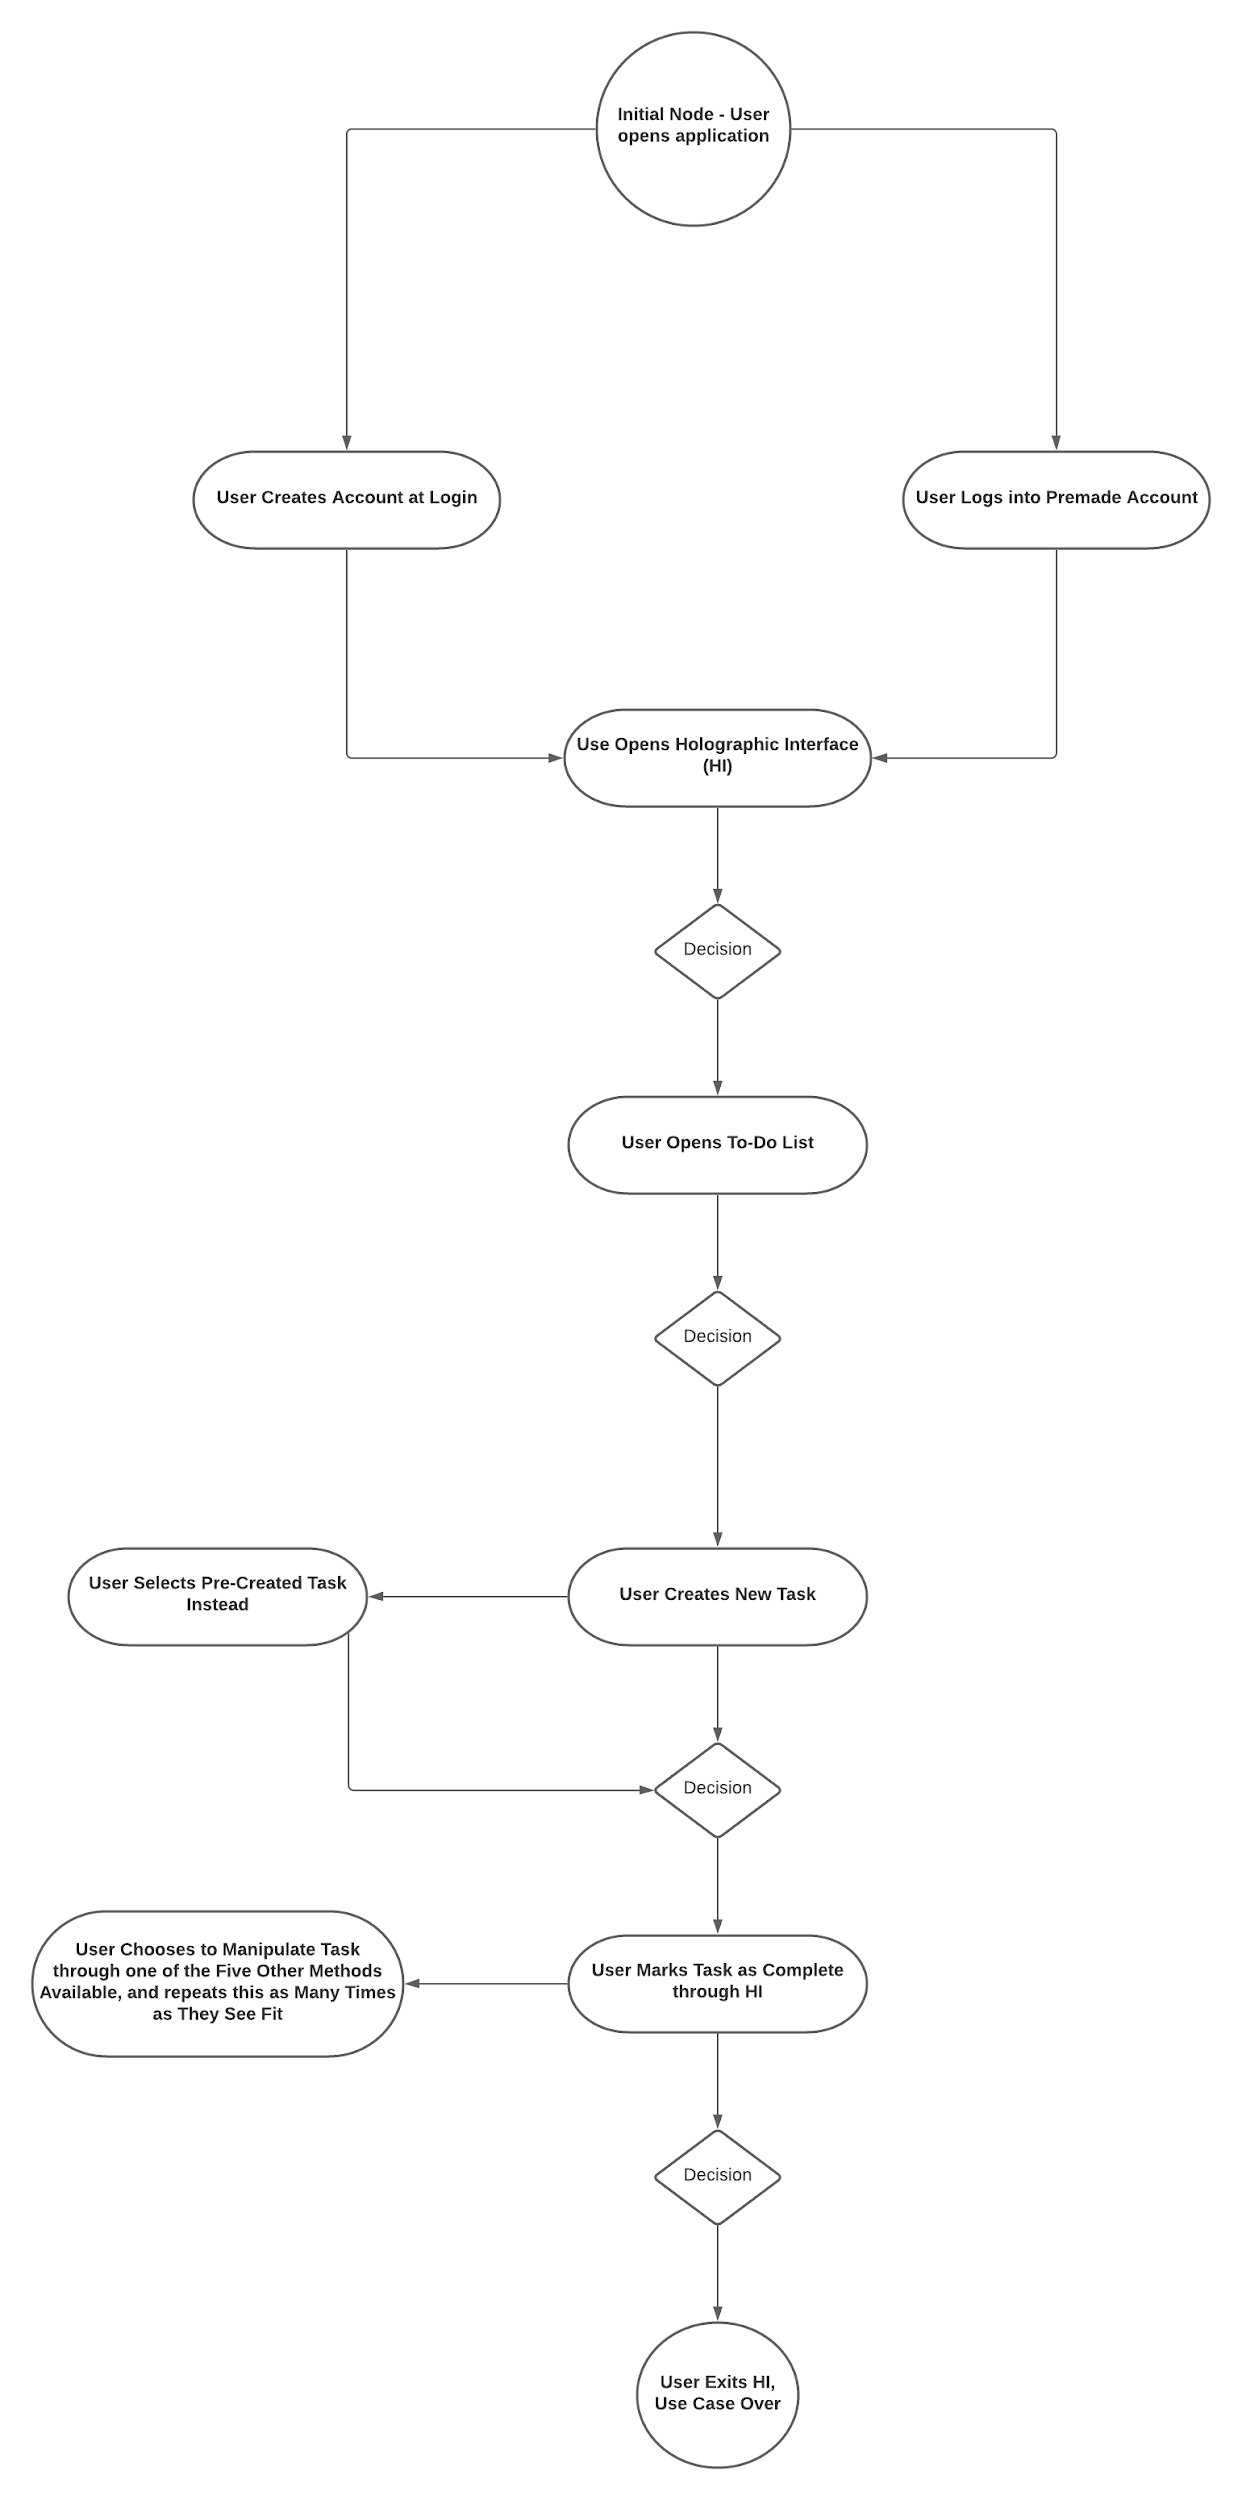 Initial Node - User
opens application
User Creates Account at Login
User Logs into Premade Account
Use Opens Holographic Interface
(HI)
Decision
User Opens To-Do List
Decision
User Selects Pre-Created Task
Instead
User Creates New Task
Decision
User Chooses to Manipulate Task
through one of the Five Other Methods
Available, and repeats this as Many Times
as They See Fit
User Marks Task as Complete
through HI
Decision
User Exits HI,
Use Case Over